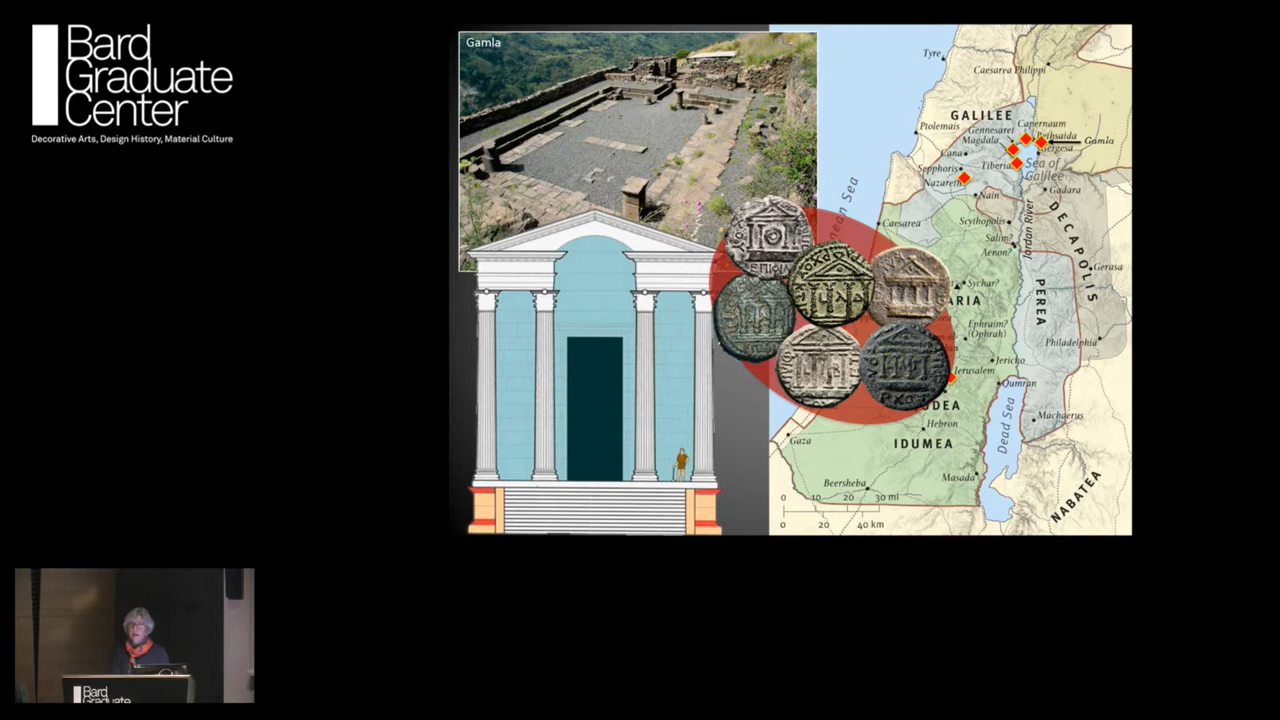 Bard
Graduate
Center
Decorative Arts, Design History, Material Culture
Gamla
Tyre
Caesarea Philippi
GALILEE
Ptolemais
Capernaum
Gennesaret
Bethsaida
Magdala
Gamla
Cana
Gergesa
Sepphoris
Tiberias
Sea of
Galilee
Nazareth
Gadara
Nain
Caesarea
Scythopolis
Jordan River
DECAPOLIS
Salim?
Aenon?
Gerasa
Sychar?
PEREA
Ephraim?
(Ophrah)
Philadelphia
Jericho
Jerusalem
Qumran
Machaerus
Hebron
Dead Sea
Gaza
IDUMEA
Masada
Beersheba
NABATEA
0 10 20 30 mi
0 20 40 km
Bard
Graduate